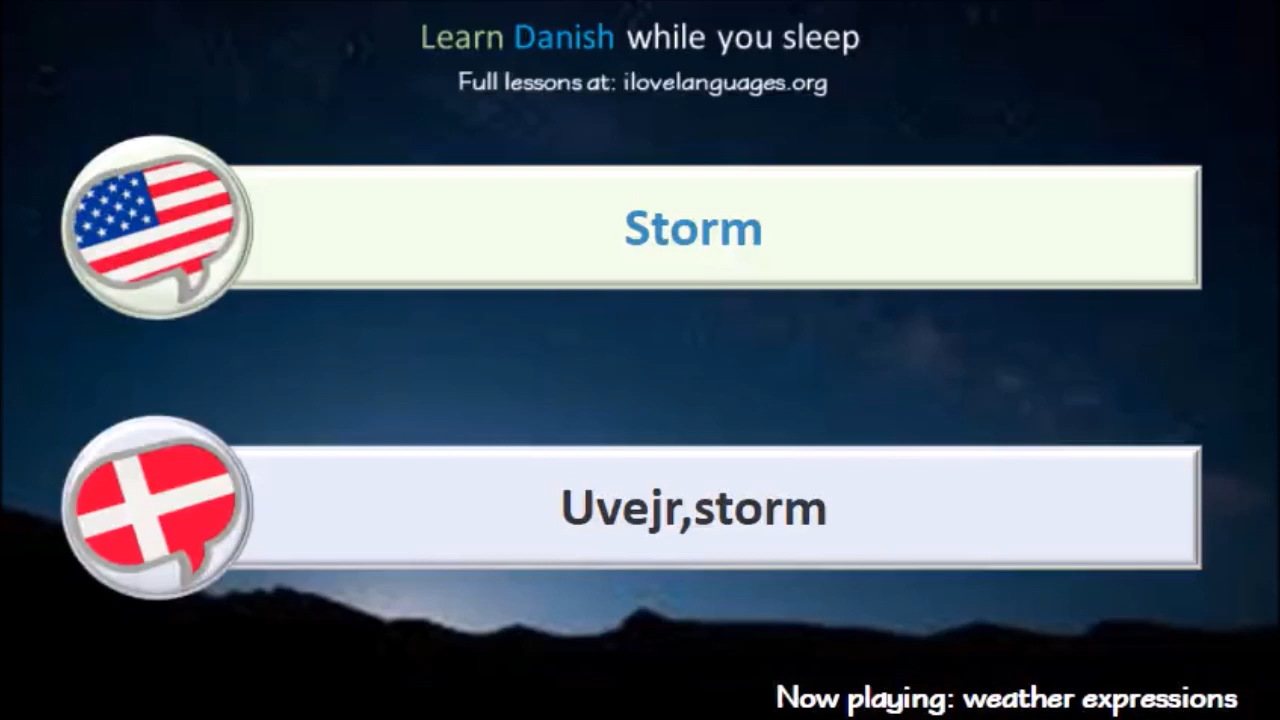 Learn Danish while you sleep
Full lessons at: ilovelanguages.org
Storm
Uvejr,storm
Now playing: weather expressions